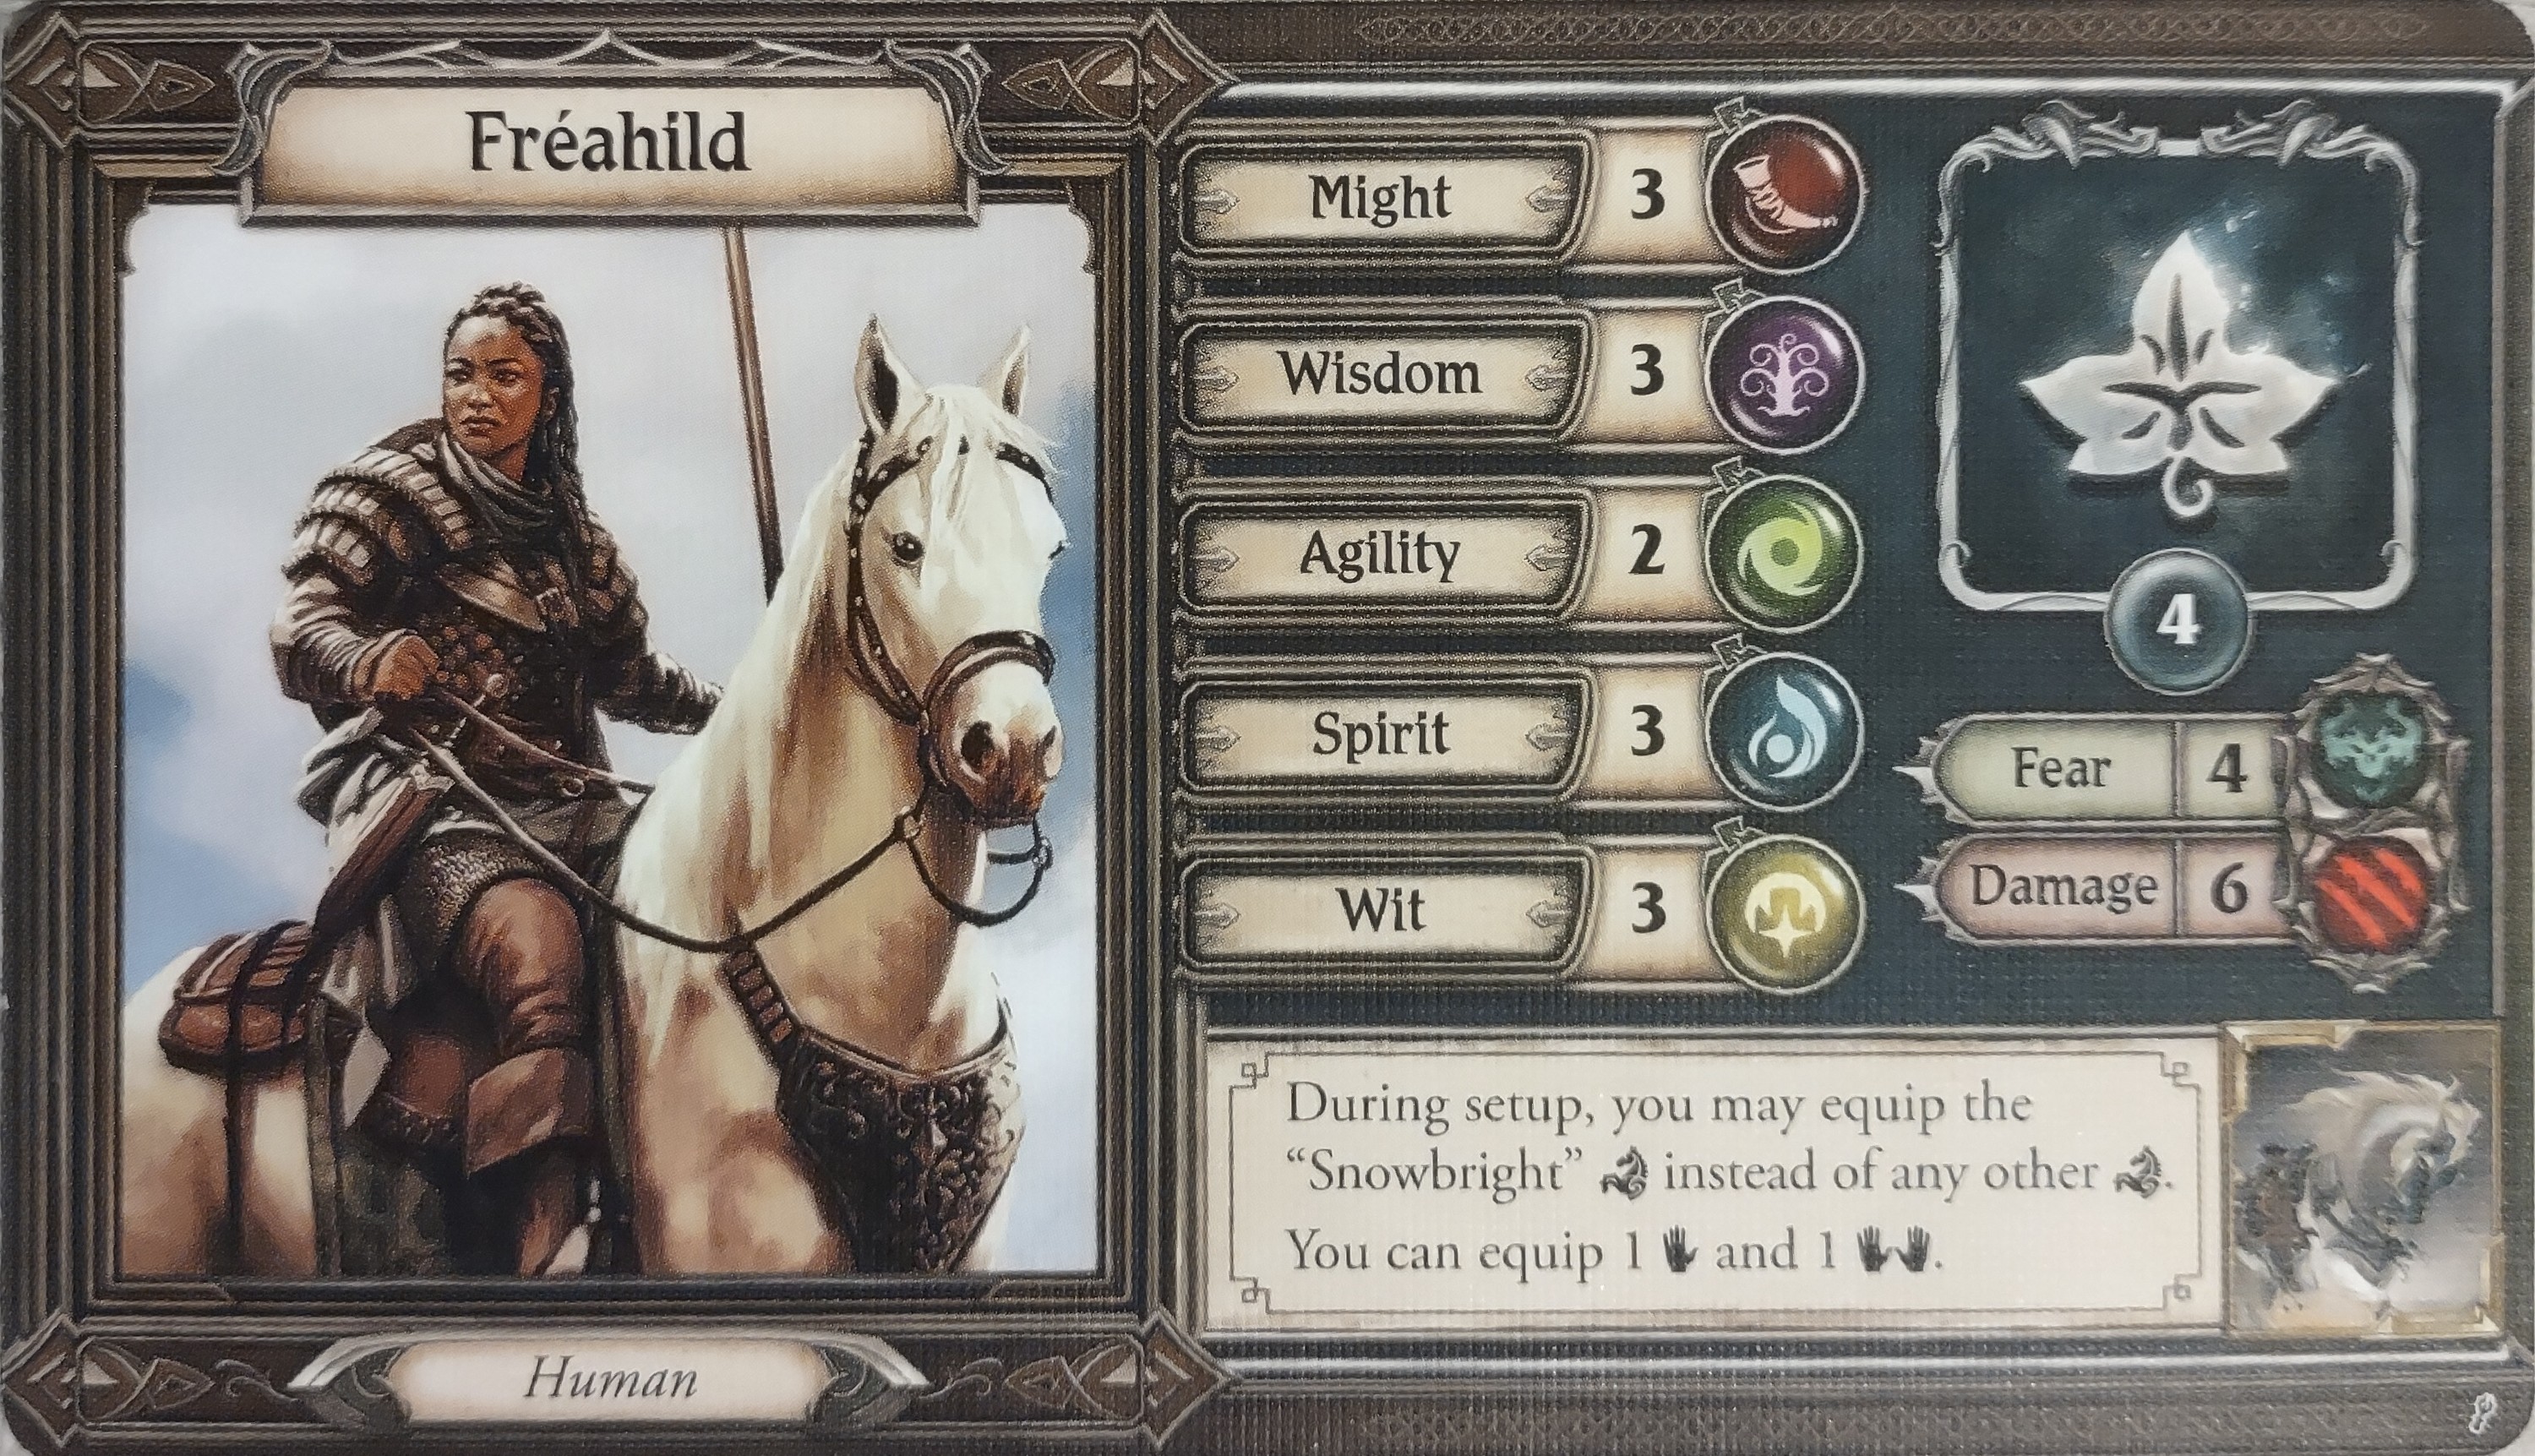 Fréahild
Might 3
Wisdom 3
Agility 2
Spirit 3
Wit 3
4
Fear 4
Damage 6
During setup, you may equip the
“Snowbright” instead of any other .
You can equip 1 and 1 .
Human